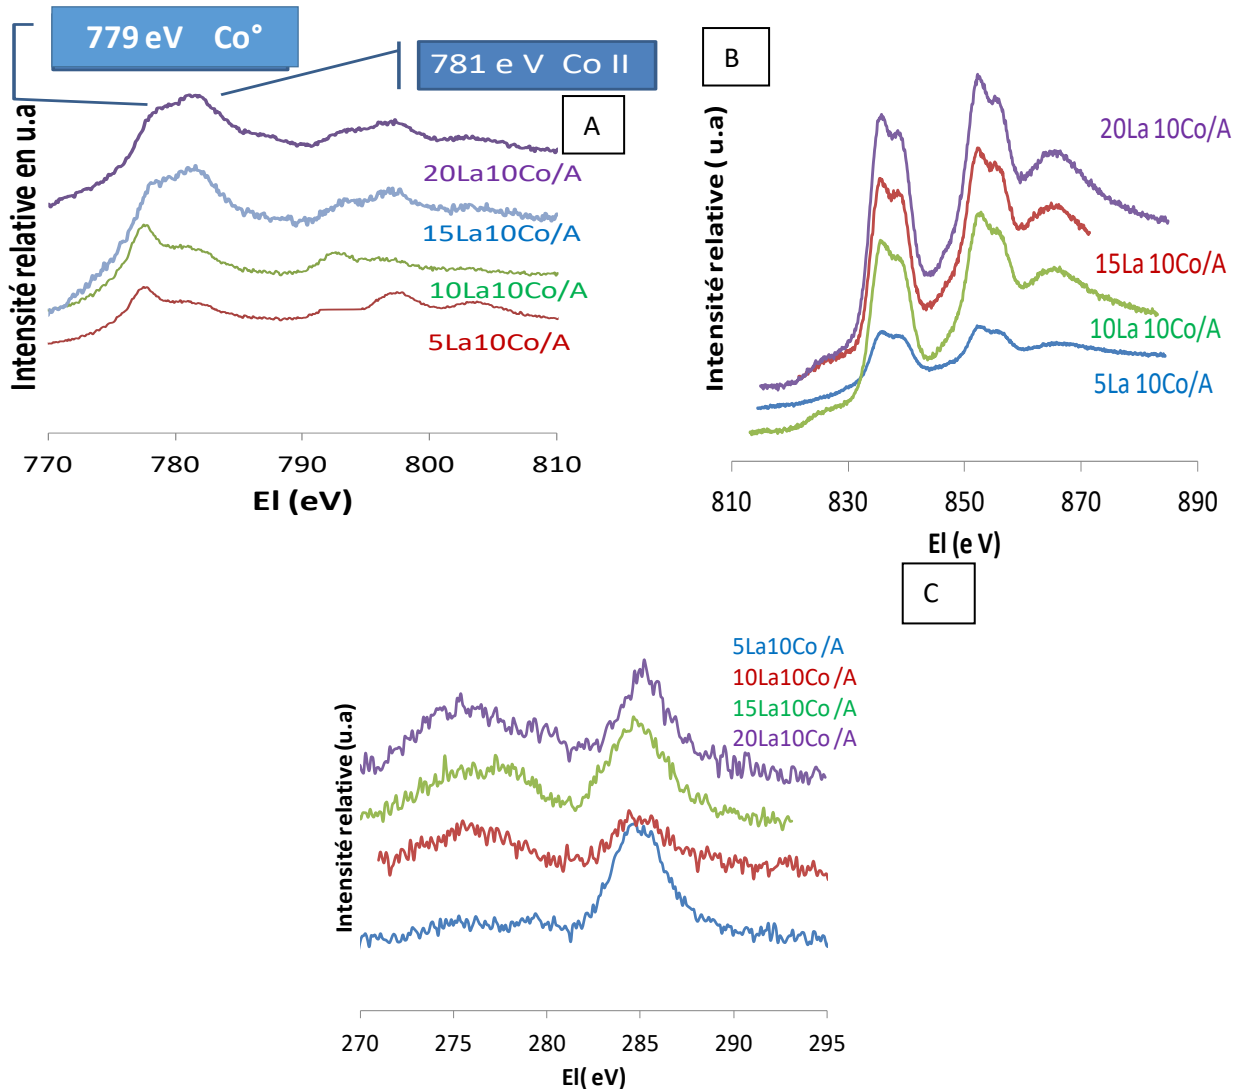 779 eV Co°
781 e V Co II
A
Intensité relative en u.a
20La10Co/A
15La10Co/A
10La10Co/A
5La10Co/A
770 780 790 800 810
El (eV)
B
Intensité relative ( u.a)
20La 10Co/A
15La 10Co/A
10La 10Co/A
5La 10Co/A
810 830 850 870 890
El (e V)
C
Intensité relative (u.a)
5La10Co /A
10La10Co /A
15La10Co /A
20La10Co /A
270 275 280 285 290 295
El( eV)